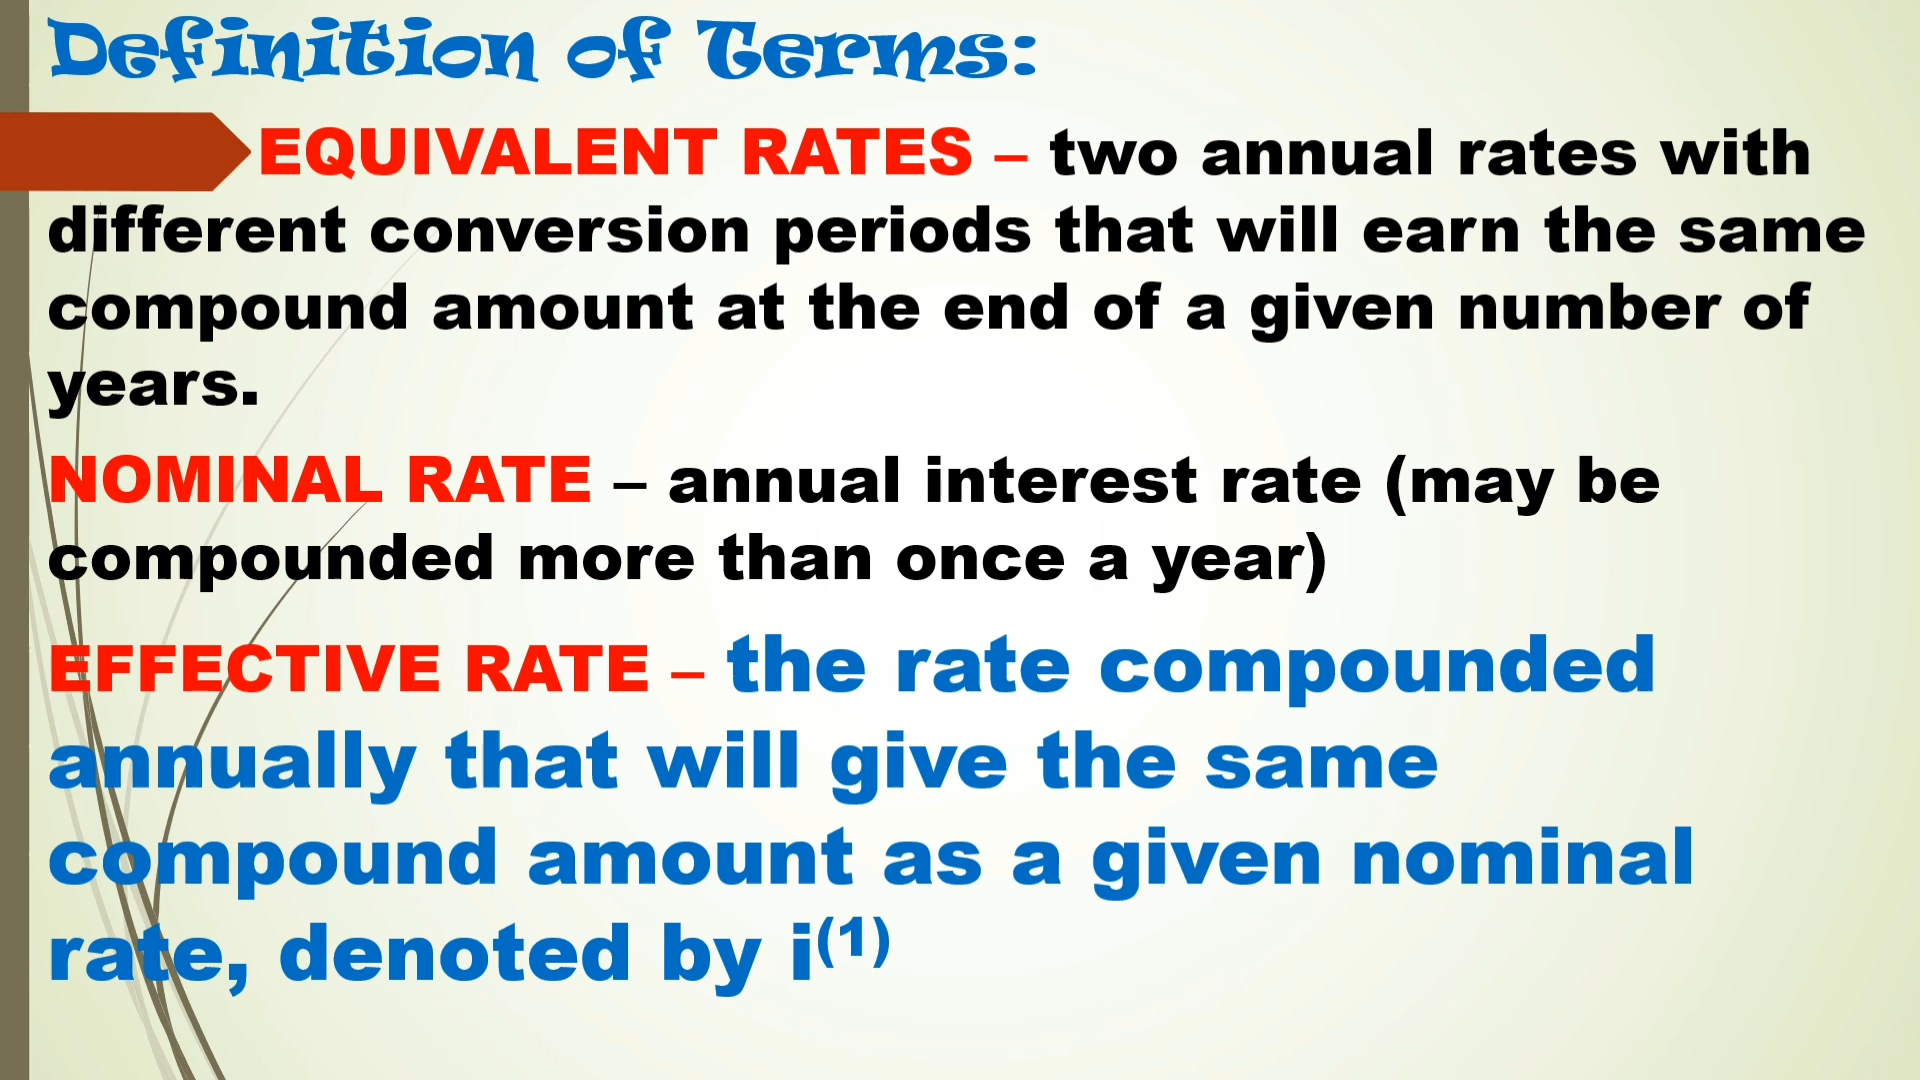 Definition of Terms:
EQUIVALENT RATES – two annual rates with
different conversion periods that will earn the same
compound amount at the end of a given number of
years.
NOMINAL RATE – annual interest rate (may be
compounded more than once a year)
EFFECTIVE RATE – the rate compounded
annually that will give the same
compound amount as a given nominal
rate, denoted by i⁽¹⁾